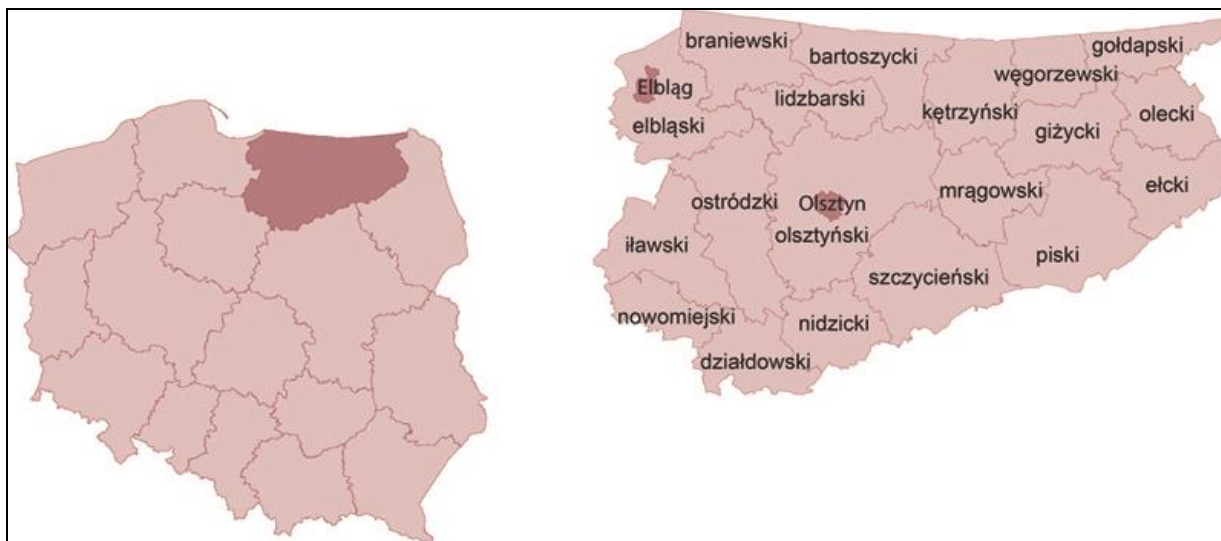 braniewski
bartoszycki
gołdapski
węgorzewski
Elbląg
lidzbarski
kętrzyński
olecki
elbląski
giżycki
mrągowski
ełcki
ostródzki
Olsztyn
olsztyński
iławski
piski
szczycieński
nowomiejski
nidzicki
działdowski